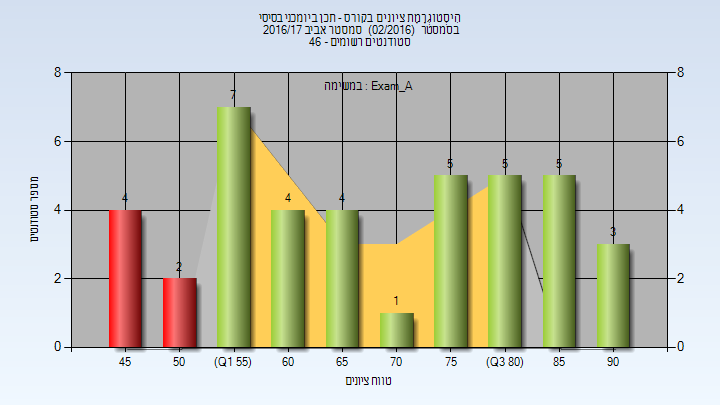 היסטוגרמת ציונים בקורס - תכן ביומכני בסיסי
בסמסטר (02/2016) סמסטר אביב 2016/17
סטודנטים רשומים - 46
במשימה : Exam_A
מספר סטודנטים
8 8
6 6
4 4
2 2
0 0
4 2 7 4 4 1 5 5 5 3
45 50 (Q1 55) 60 65 70 75 (Q3 80) 85 90
טווח ציונים